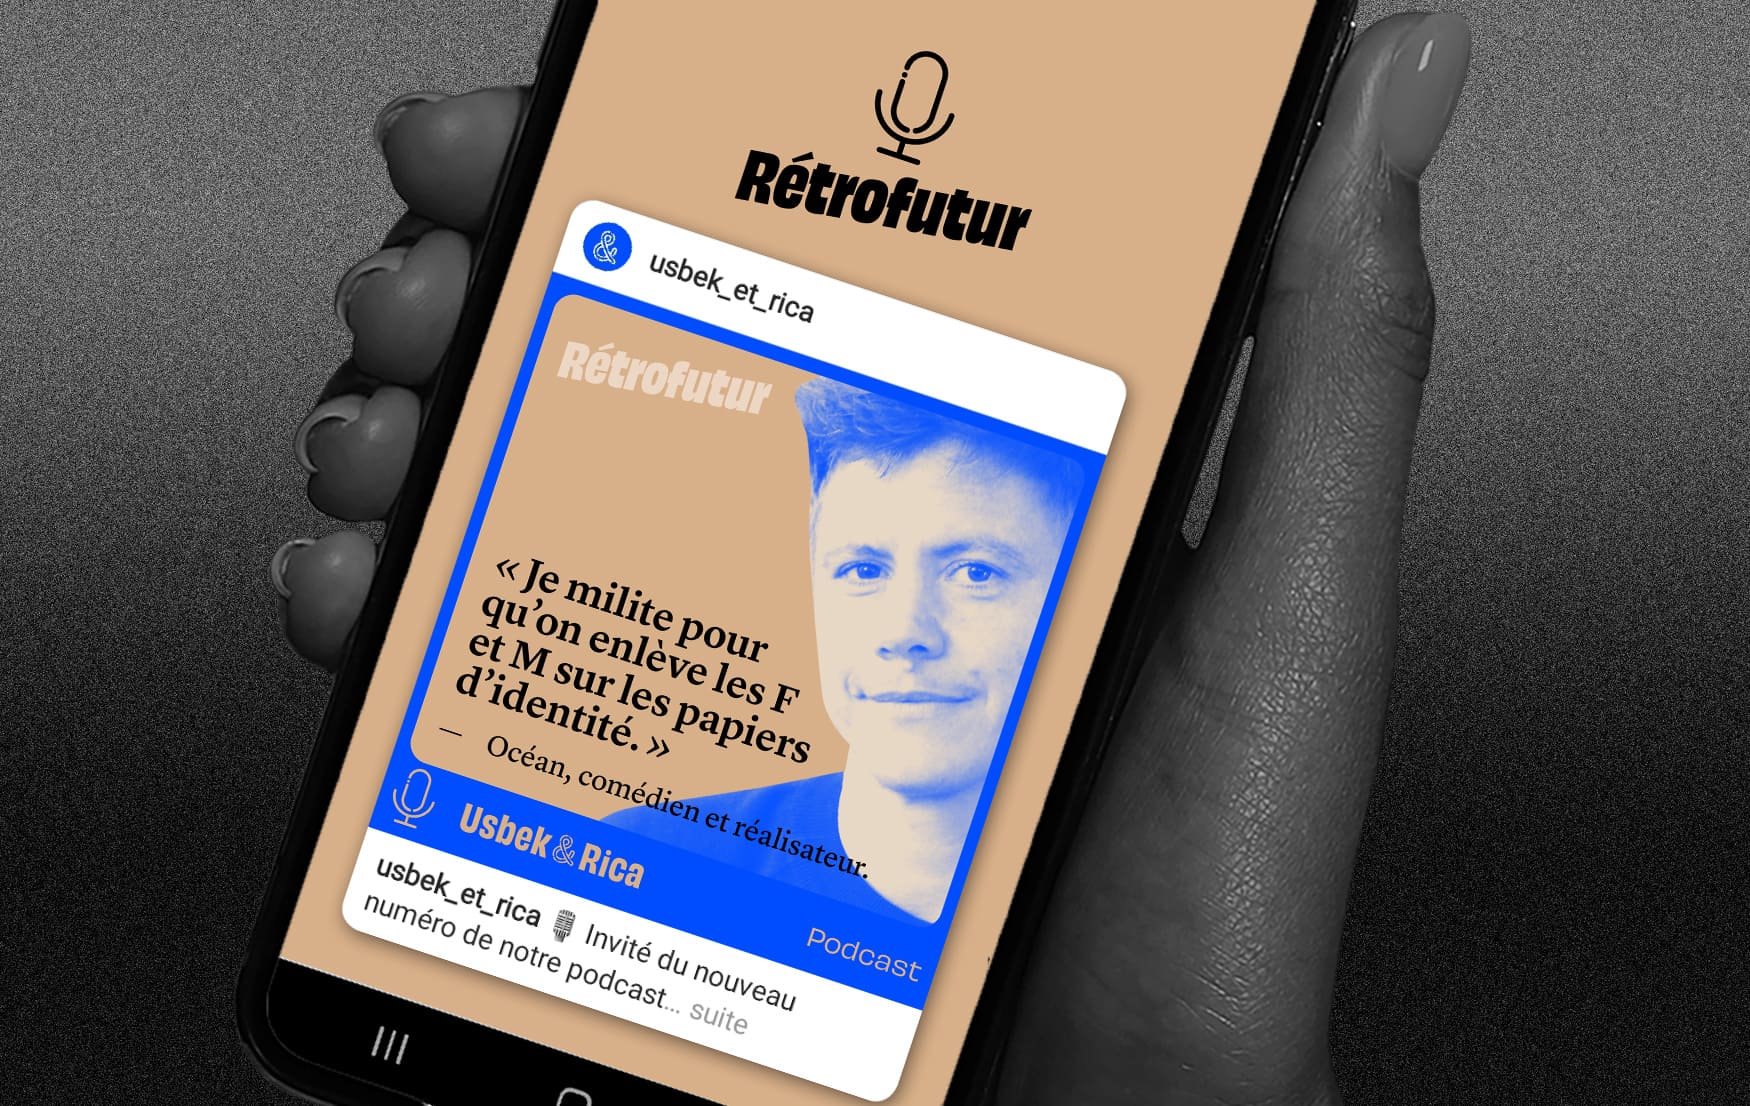 Rétrofutur
&
usbek_et_rica
Rétrofutur
« Je milite pour
qu’on enlève les F
et M sur les papiers
d’identité. »
— Océan, comédien et réalisateur.
Usbek & Rica
Podcast
usbek_et_rica 🎙 Invité du nouveau
numéro de notre podcast... suite